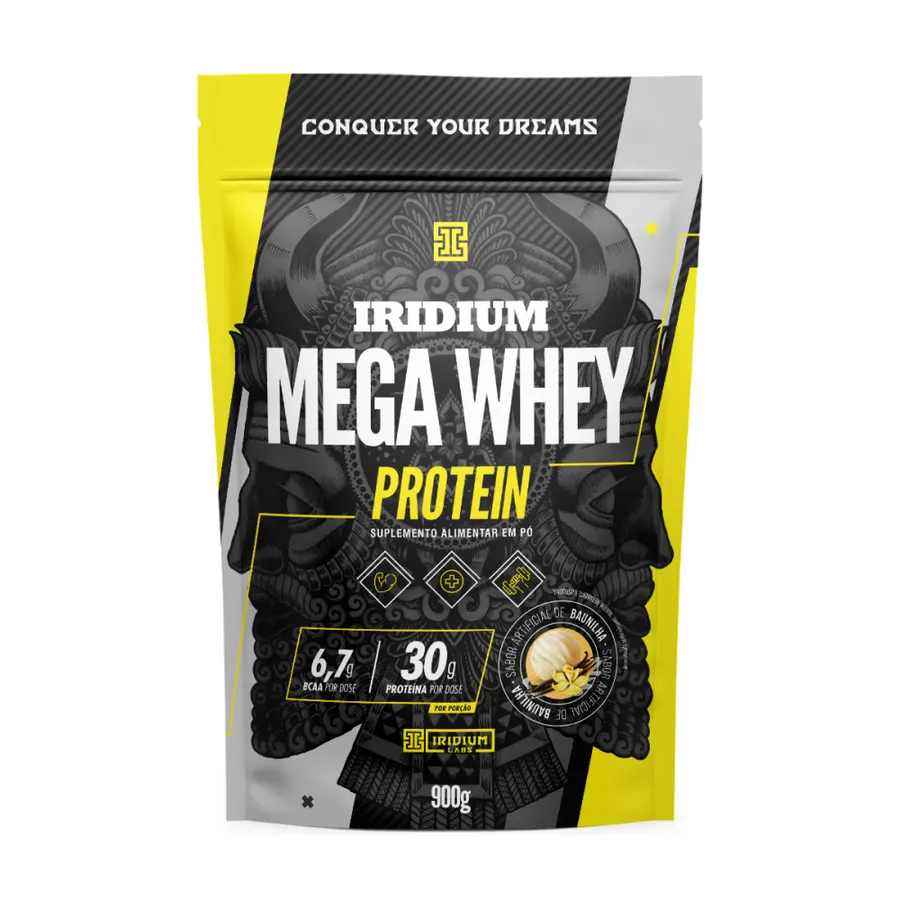 CONQUER YOUR DREAMS
IRIDIUM
MEGA WHEY
PROTEIN
SUPLEMENTO ALIMENTAR EM PÓ
6,7g
BCAA POR DOSE
30g
PROTEÍNA POR DOSE
POR PORÇÃO
SABOR ARTIFICIAL DE BAUNILHA • SABOR ARTIFICIAL DE BAUNILHA •
IRIDIUM
LABS
900g